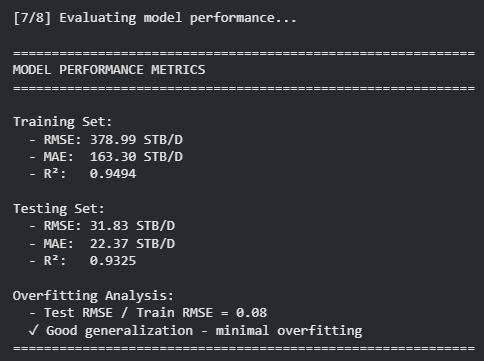 [7/8] Evaluating model performance...
============================================================
MODEL PERFORMANCE METRICS
============================================================
Training Set:
- RMSE: 378.99 STB/D
- MAE: 163.30 STB/D
- R²: 0.9494
Testing Set:
- RMSE: 31.83 STB/D
- MAE: 22.37 STB/D
- R²: 0.9325
Overfitting Analysis:
- Test RMSE / Train RMSE = 0.08
✓ Good generalization - minimal overfitting
============================================================